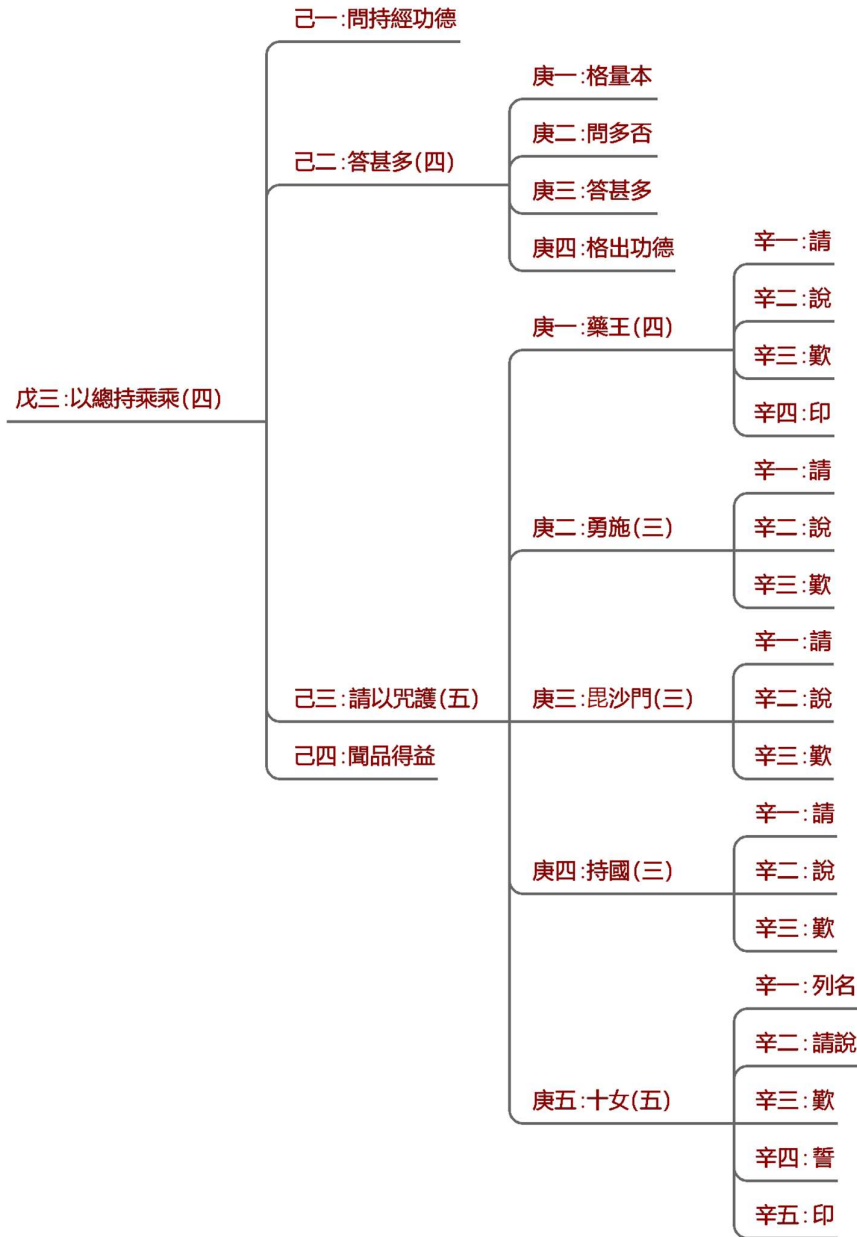 戊三:以總持乘乘(四)
己一:問持經功德
己二:答甚多(四)
庚一:格量本
庚二:問多否
庚三:答甚多
庚四:格出功德
己三:請以咒護(五)
庚一:藥王(四)
辛一:請
辛二:說
辛三:歎
辛四:印
庚二:勇施(三)
辛一:請
辛二:說
辛三:歎
庚三:毘沙門(三)
辛一:請
辛二:說
辛三:歎
庚四:持國(三)
辛一:請
辛二:說
辛三:歎
庚五:十女(五)
辛一:列名
辛二:請說
辛三:歎
辛四:誓
辛五:印
己四:聞品得益